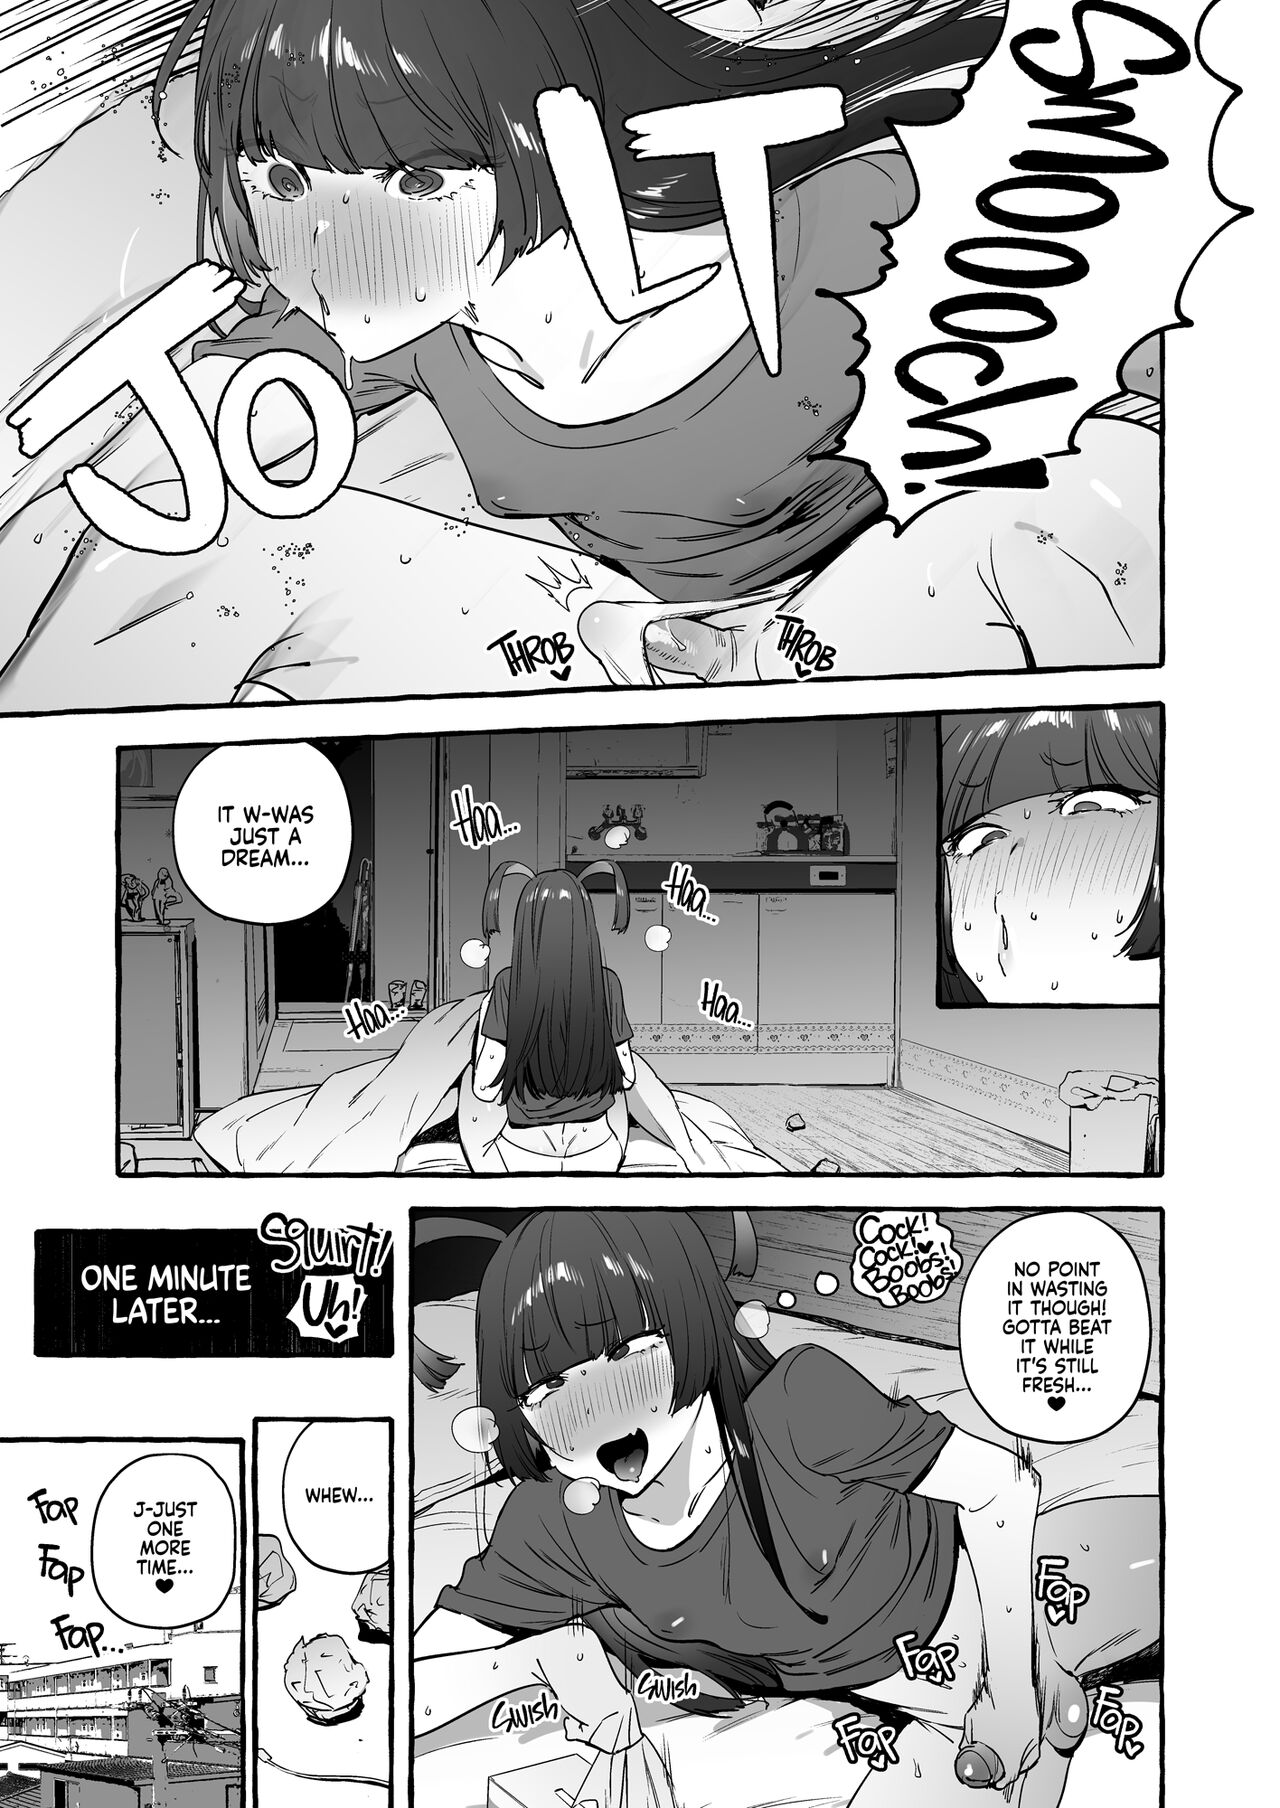 SMOOOOCH!
JOLT
THROB
THROB
IT W-WAS
JUST A
DREAM...
Haa...
Haa...
Haa...
Haa...
NO POINT
IN WASTING
IT THOUGH!
GOTTA BEAT
IT WHILE
IT'S STILL
FRESH...
♥
Cock!
Cock!♥
Boobs!
Boobs!
FAP
FAP
FAP
FAP
SWISH
SWISH
ONE MINUTE
LATER...
Squirt!
Uh!
WHEW...
J-JUST
ONE
MORE
TIME...
♥
FAP
FAP
FAP...